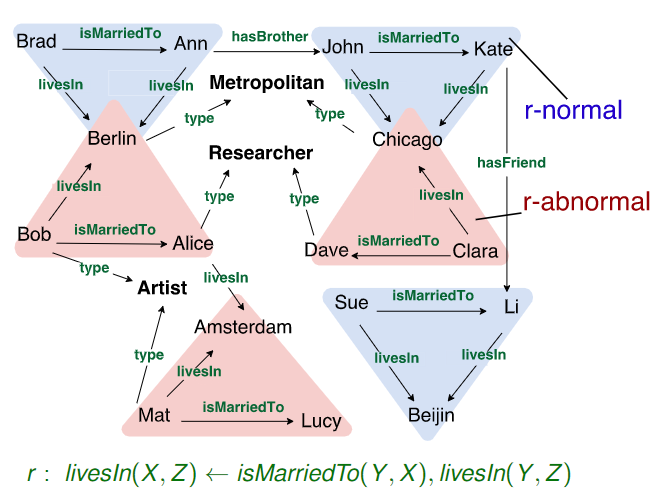 Brad isMarriedTo Ann hasBrother John isMarriedTo Kate
livesIn livesIn Metropolitan livesIn livesIn r-normal
type type
Berlin Chicago
Researcher hasFriend
livesIn type type livesIn r-abnormal
Bob isMarriedTo Alice Dave isMarriedTo Clara
type livesIn
Artist Sue isMarriedTo Li
Amsterdam
type livesIn livesIn livesIn
Mat isMarriedTo Lucy Beijin
r : livesIn(X, Z) ← isMarriedTo(Y, X), livesIn(Y, Z)